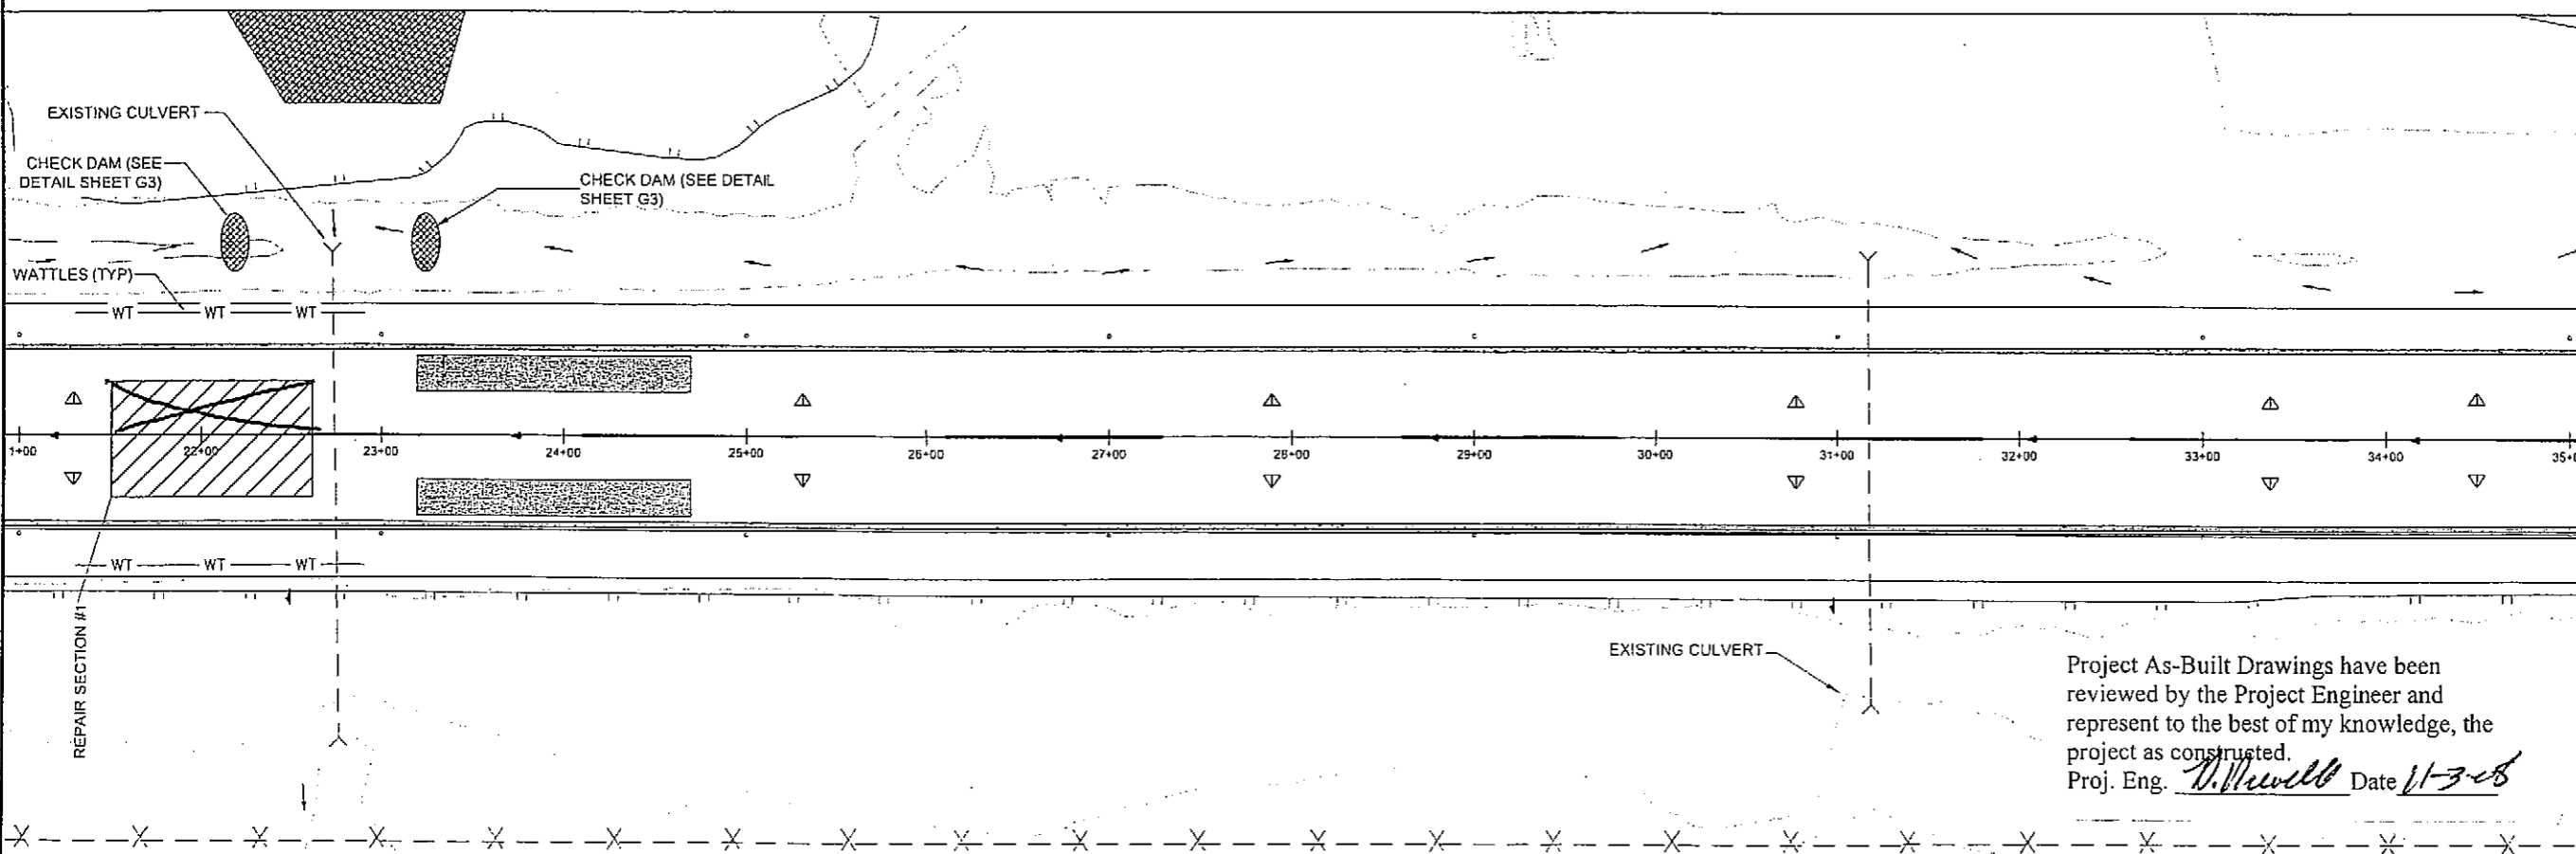 EXISTING CULVERT
CHECK DAM (SEE
DETAIL SHEET G3)
CHECK DAM (SEE DETAIL
SHEET G3)
WATTLES (TYP)
WT WT WT
1+00 22+00 23+00 24+00 25+00 26+00 27+00 28+00 29+00 30+00 31+00 32+00 33+00 34+00 35+0
WT WT WT
REPAIR SECTION #1
EXISTING CULVERT
Project As-Built Drawings have been
reviewed by the Project Engineer and
represent to the best of my knowledge, the
project as constructed.
Proj. Eng. Date 11-3-08